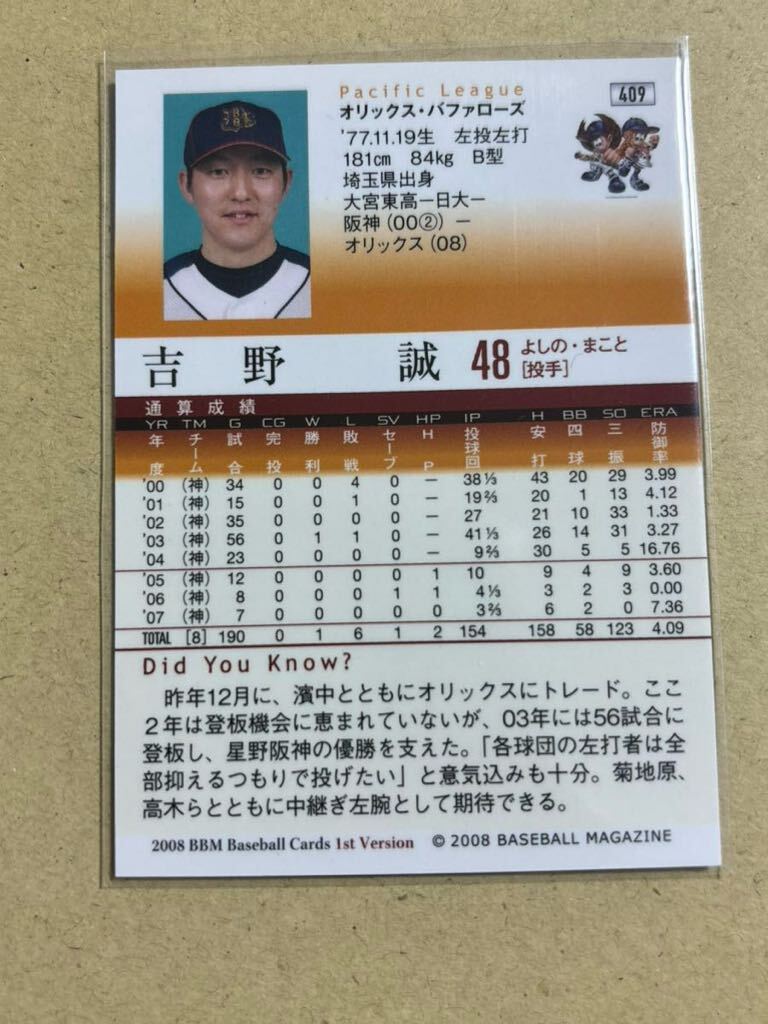 Pacific League
409
オリックス・バファローズ
'77.11.19生 左投左打
181cm 84kg B型
埼玉県出身
大宮東高ー日大ー
阪神(00②)ー
オリックス(08)
吉野 誠 48 よしの・まこと
[投手]
通算成績
YR TM G CG W L SV HP IP H BB SO ERA
年度 チーム 試合 完投 勝利 敗戦 セーブ HP 投球回 安打 四球 三振 防御率
'00 (神) 34 0 0 4 0 ー 38⅓ 43 20 29 3.99
'01 (神) 15 0 0 1 0 ー 19⅔ 20 1 13 4.12
'02 (神) 35 0 0 0 0 ー 27 21 10 33 1.33
'03 (神) 56 0 1 1 0 ー 41⅓ 26 14 31 3.27
'04 (神) 23 0 0 0 0 ー 9⅔ 30 5 5 16.76
'05 (神) 12 0 0 0 0 1 10 9 4 9 3.60
'06 (神) 8 0 0 0 1 1 4⅓ 3 2 3 0.00
'07 (神) 7 0 0 0 0 0 3⅔ 6 2 0 7.36
TOTAL [8] 190 0 1 6 1 2 154 158 58 123 4.09
Did You Know?
昨年12月に、濱中とともにオリックスにトレード。ここ
2年は登板機会に恵まれていないが、03年には56試合に
登板し、星野阪神の優勝を支えた。「各球団の左打者は全
部抑えるつもりで投げたい」と意気込みも十分。菊地原、
高木らとともに中継ぎ左腕として期待できる。
2008 BBM Baseball Cards 1st Version © 2008 BASEBALL MAGAZINE